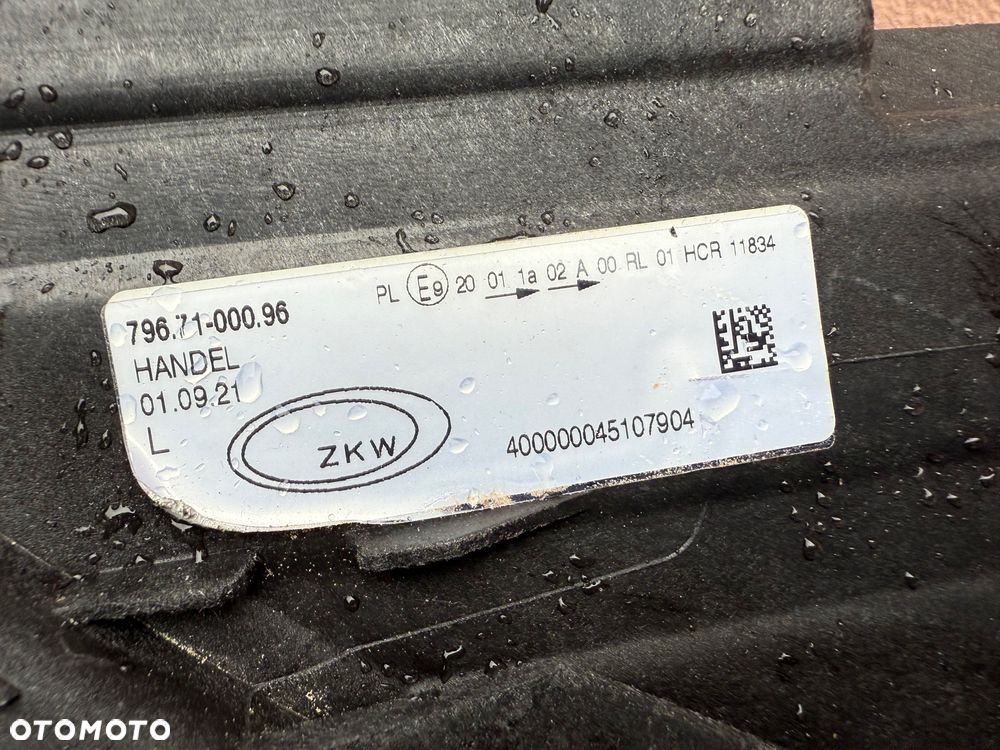 PL E9 20 01 1a 02 A 00 RL 01 HCR 11834
796.71-000.96
HANDEL
01.09.21
L
ZKW
400000045107904
OTOMOTO